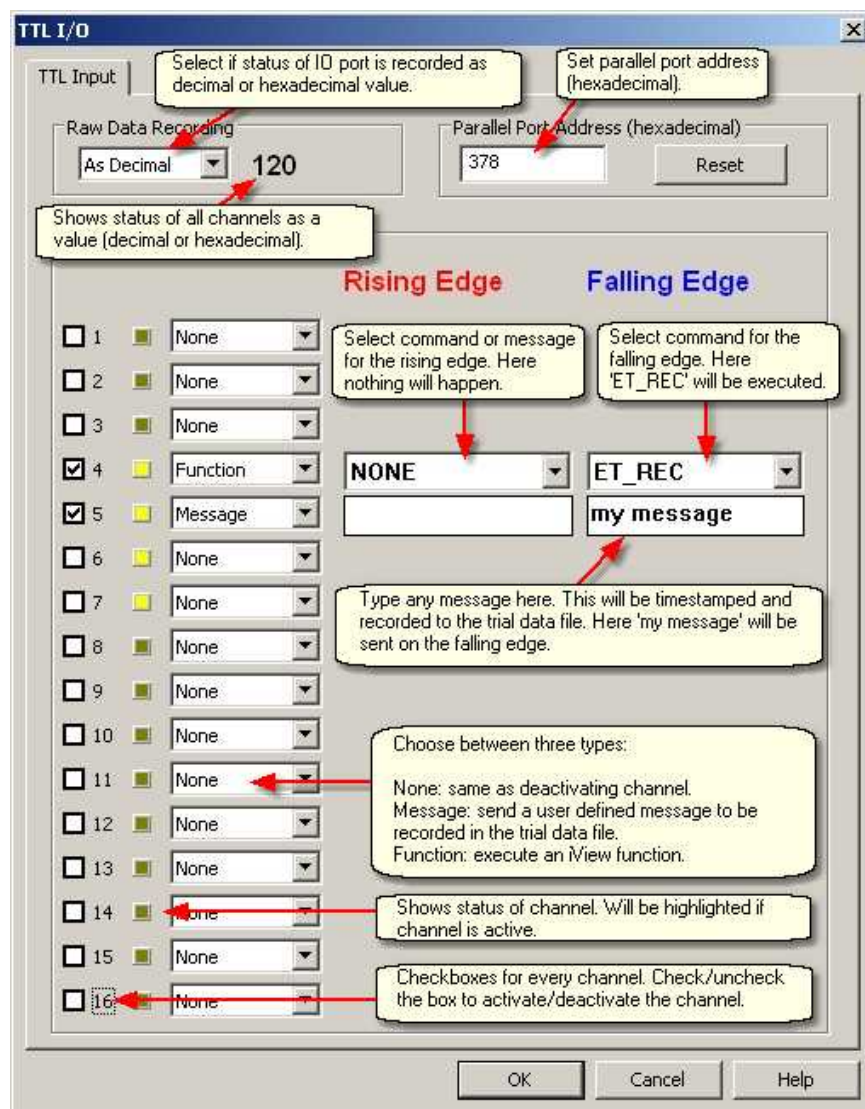 TTL I/O
TTL Input
Select if status of IO port is recorded as
decimal or hexadecimal value.
Set parallel port address
(hexadecimal).
Raw Data Recording
As Decimal
120
Parallel Port Address (hexadecimal)
378
Reset
Shows status of all channels as a
value (decimal or hexadecimal).
Rising Edge
Falling Edge
1 None
2 None
3 None
Select command or message
for the rising edge. Here
nothing will happen.
Select command for the
falling edge. Here
'ET_REC' will be executed.
4 Function
NONE
ET_REC
5 Message
my message
6 None
7 None
Type any message here. This will be timestamped and
recorded to the trial data file. Here 'my message' will be
sent on the falling edge.
8 None
9 None
10 None
11 None
12 None
13 None
Choose between three types:
None: same as deactivating channel.
Message: send a user defined message to be
recorded in the trial data file.
Function: execute an iView function.
14 None
Shows status of channel. Will be highlighted if
channel is active.
15 None
16 None
Checkboxes for every channel. Check/uncheck
the box to activate/deactivate the channel.
OK
Cancel
Help